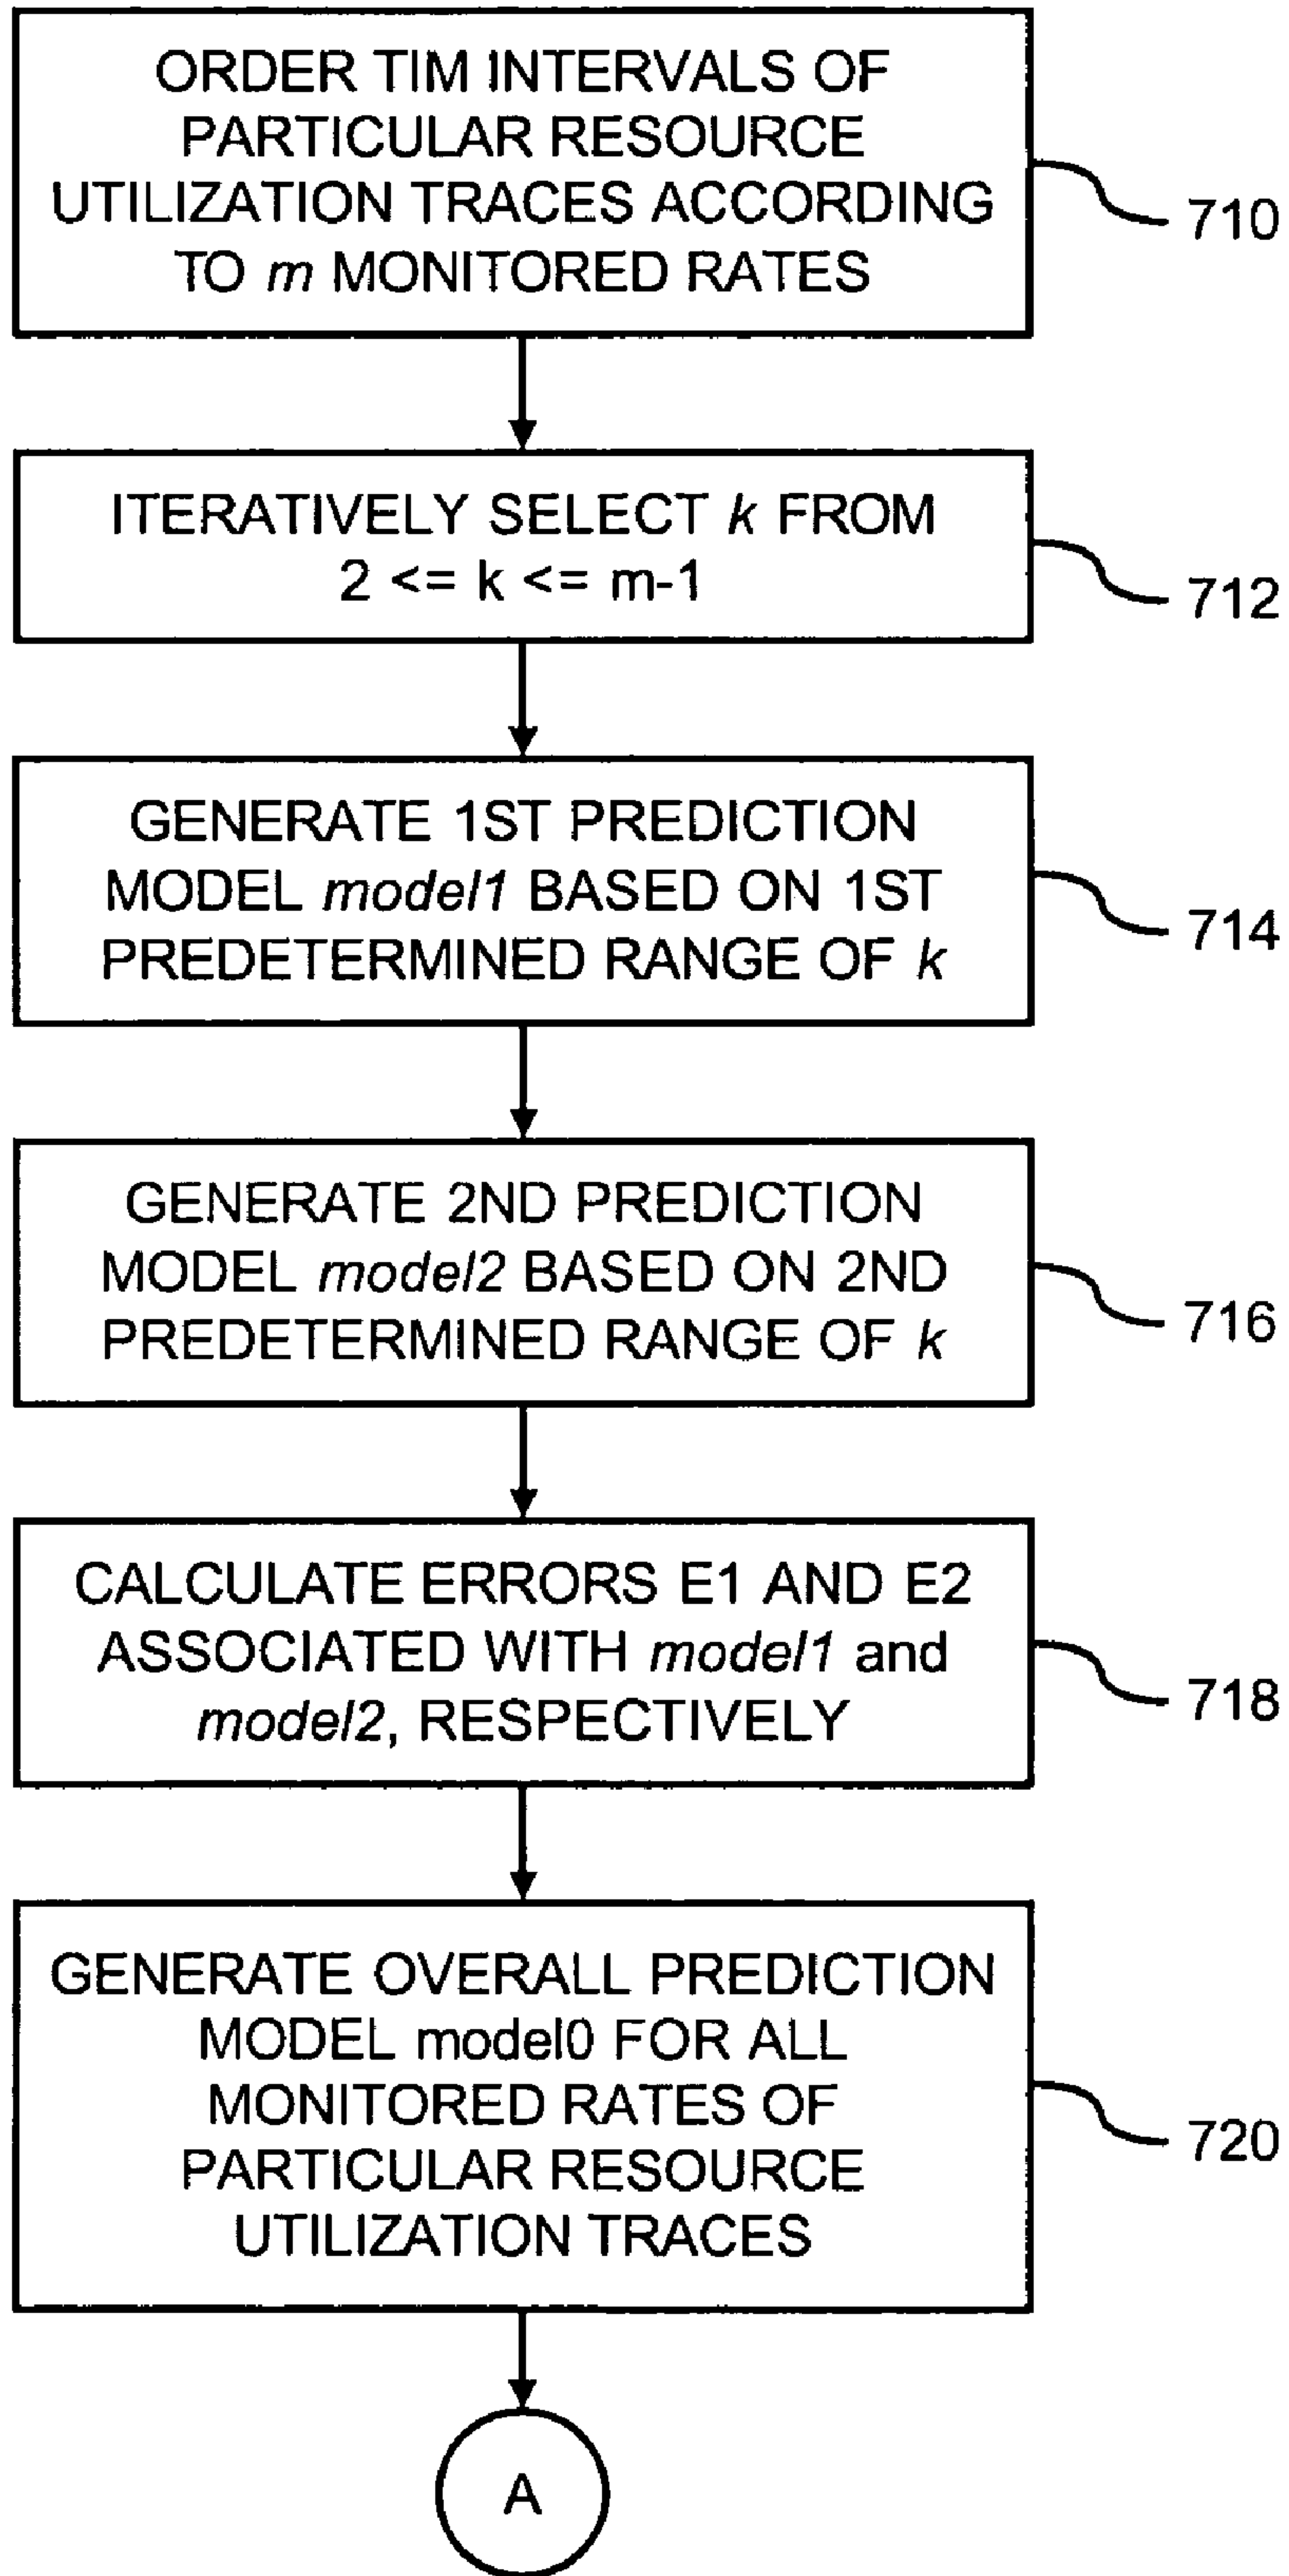 ORDER TIM INTERVALS OF
PARTICULAR RESOURCE
UTILIZATION TRACES ACCORDING
TO m MONITORED RATES
710
ITERATIVELY SELECT k FROM
2 <= k <= m-1
712
GENERATE 1ST PREDICTION
MODEL model1 BASED ON 1ST
PREDETERMINED RANGE OF k
714
GENERATE 2ND PREDICTION
MODEL model2 BASED ON 2ND
PREDETERMINED RANGE OF k
716
CALCULATE ERRORS E1 AND E2
ASSOCIATED WITH model1 and
model2, RESPECTIVELY
718
GENERATE OVERALL PREDICTION
MODEL model0 FOR ALL
MONITORED RATES OF
PARTICULAR RESOURCE
UTILIZATION TRACES
720
A